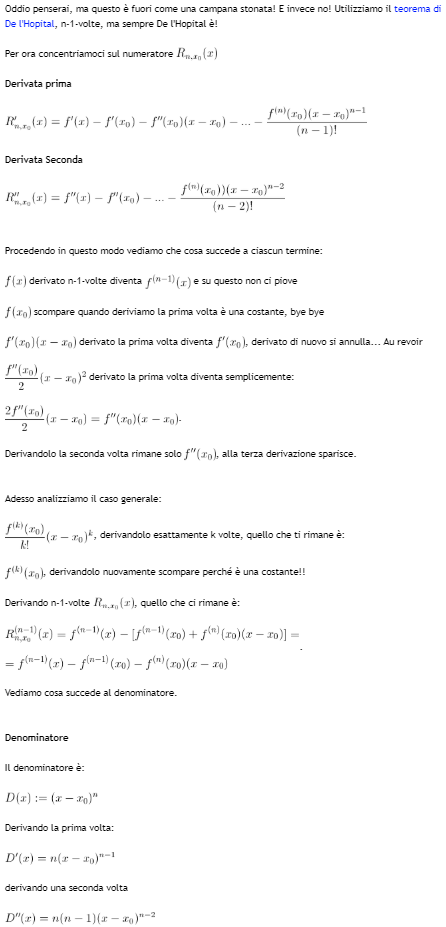 Oddio penserai, ma questo è fuori come una campana stonata! E invece no! Utilizziamo il teorema di
De l'Hopital, n-1-volte, ma sempre De l'Hopital è!
Per ora concentriamoci sul numeratore $R_{n,x_0}(x)$
Derivata prima
$R'_{n,x_0}(x) = f'(x) - f'(x_0) - f''(x_0)(x - x_0) - ... - \frac{f^{(n)}(x_0)(x - x_0)^{n-1}}{(n-1)!}$
Derivata Seconda
$R''_{n,x_0}(x) = f''(x) - f''(x_0) - ... - \frac{f^{(n)}(x_0))(x - x_0)^{n-2}}{(n-2)!}$
Procedendo in questo modo vediamo che cosa succede a ciascun termine:
$f(x)$ derivato n-1-volte diventa $f^{(n-1)}(x)$ e su questo non ci piove
$f(x_0)$ scompare quando deriviamo la prima volta è una costante, bye bye
$f'(x_0)(x - x_0)$ derivato la prima volta diventa $f'(x_0)$, derivato di nuovo si annulla... Au revoir
$\frac{f''(x_0)}{2}(x - x_0)^2$ derivato la prima volta diventa semplicemente:
$\frac{2f''(x_0)}{2}(x - x_0) = f''(x_0)(x - x_0)$.
Derivandolo la seconda volta rimane solo $f''(x_0)$, alla terza derivazione sparisce.
Adesso analizziamo il caso generale:
$\frac{f^{(k)}(x_0)}{k!}(x - x_0)^k$, derivandolo esattamente k volte, quello che ti rimane è:
$f^{(k)}(x_0)$, derivandolo nuovamente scompare perché è una costante!!
Derivando n-1-volte $R_{n,x_0}(x)$, quello che ci rimane è:
$R^{(n-1)}_{n,x_0}(x) = f^{(n-1)}(x) - [f^{(n-1)}(x_0) + f^{(n)}(x_0)(x - x_0)] =$
$= f^{(n-1)}(x) - f^{(n-1)}(x_0) - f^{(n)}(x_0)(x - x_0)$.
Vediamo cosa succede al denominatore.
Denominatore
Il denominatore è:
$D(x) := (x - x_0)^n$
Derivando la prima volta:
$D'(x) = n(x - x_0)^{n-1}$
derivando una seconda volta
$D''(x) = n(n-1)(x - x_0)^{n-2}$